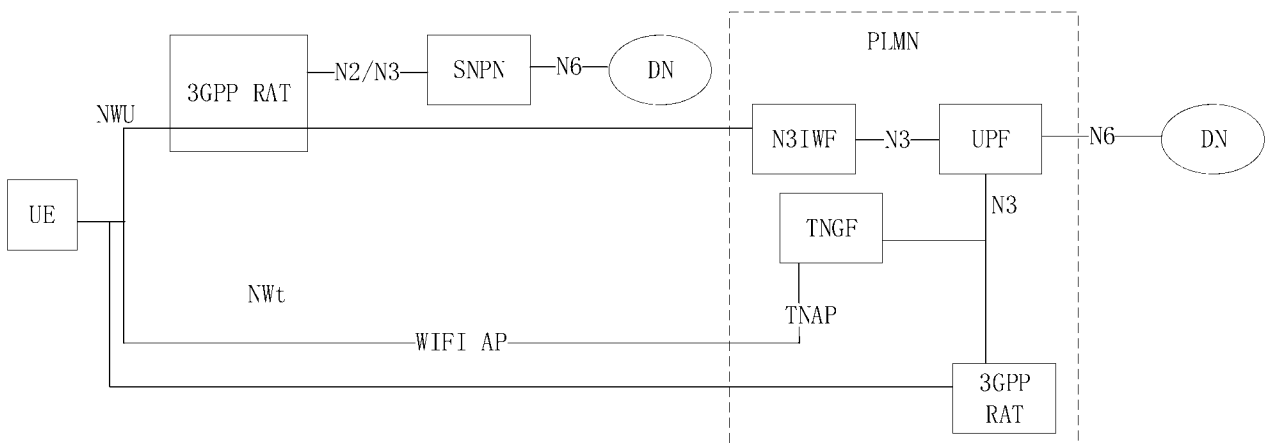 PLMN
3GPP RAT
N2/N3
SNPN
N6
DN
NWU
N3IWF
N3
UPF
N6
DN
UE
TNGF
N3
NWt
TNAP
WIFI AP
3GPP
RAT